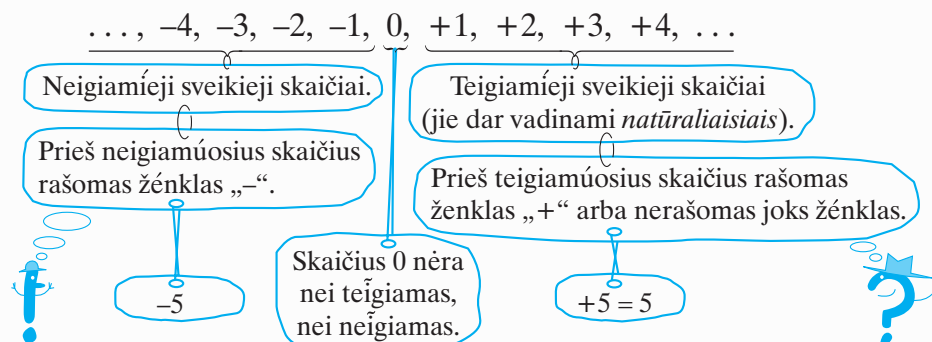 . . . , –4, –3, –2, –1, 0, +1, +2, +3, +4, . . .
Neigiamíeji sveikieji skaičiai.
Prieš neigiamúosius skaičius
rašomas žénklas „–“.
–5
Skaičius 0 nėra
nei teĩgiamas,
nei neĩgiamas.
Teigiamíeji sveikieji skaičiai
(jie dar vadinami natūraliaisiais).
Prieš teigiamúosius skaičius rašomas
ženklas „+“ arba nerašomas joks žénklas.
+5 = 5